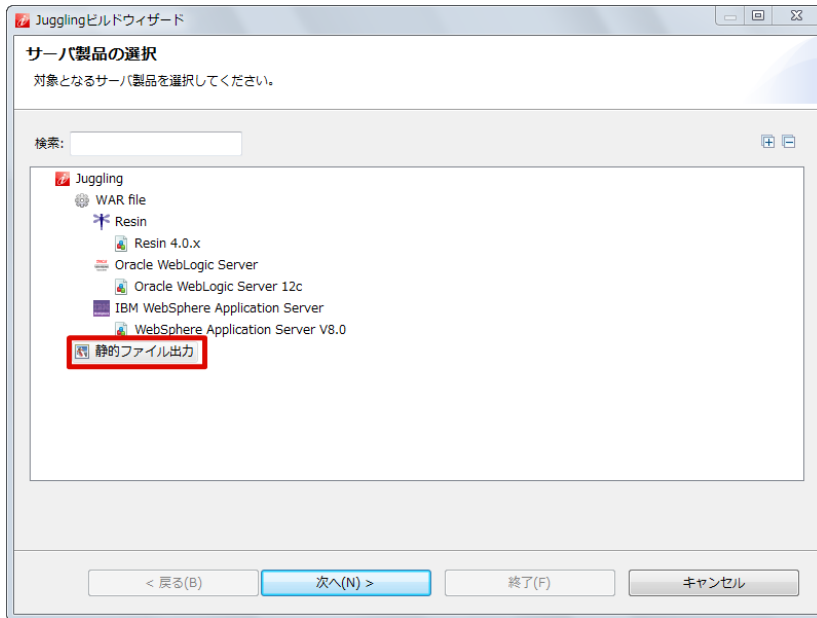 Jugglingビルドウィザード
サーバ製品の選択
対象となるサーバ製品を選択してください。
検索:
Juggling
WAR file
Resin
Resin 4.0.x
Oracle WebLogic Server
Oracle WebLogic Server 12c
IBM WebSphere Application Server
WebSphere Application Server V8.0
静的ファイル出力
< 戻る(B) 次へ(N) > 終了(F) キャンセル